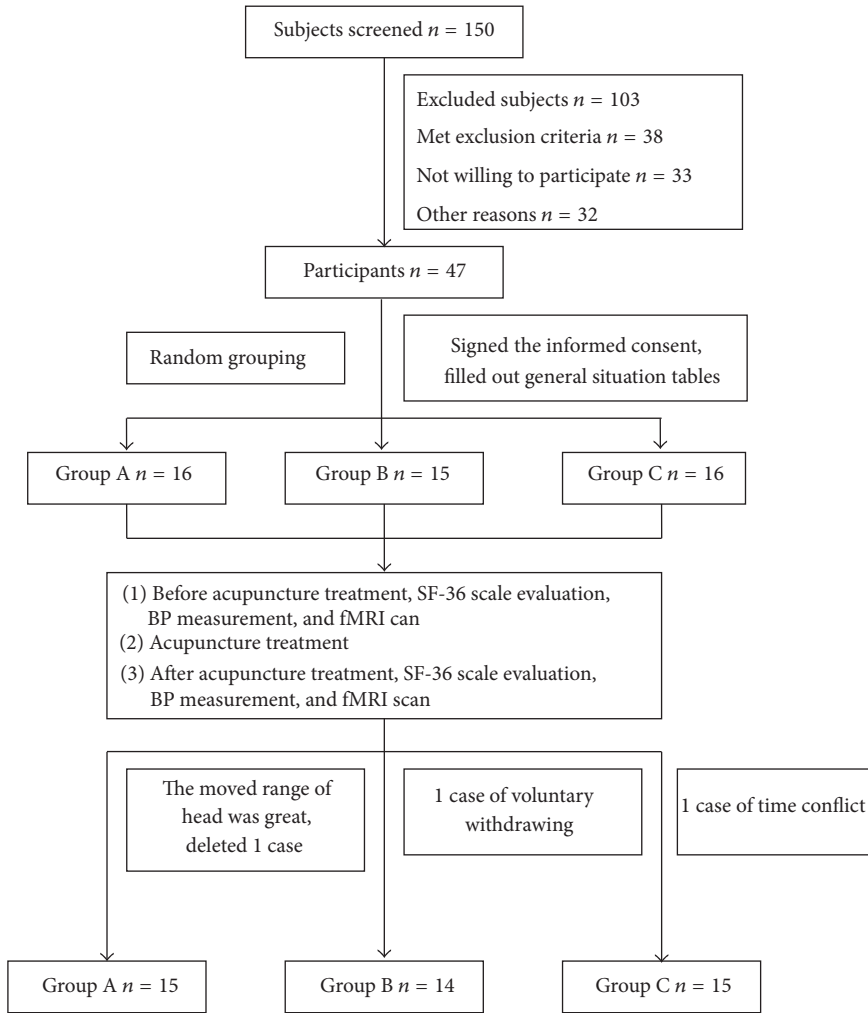 Subjects screened n = 150
Excluded subjects n = 103
Met exclusion criteria n = 38
Not willing to participate n = 33
Other reasons n = 32
Participants n = 47
Random grouping
Signed the informed consent,
filled out general situation tables
Group A n = 16
Group B n = 15
Group C n = 16
(1) Before acupuncture treatment, SF-36 scale evaluation,
BP measurement, and fMRI can
(2) Acupuncture treatment
(3) After acupuncture treatment, SF-36 scale evaluation,
BP measurement, and fMRI scan
The moved range of
head was great,
deleted 1 case
1 case of voluntary
withdrawing
1 case of time conflict
Group A n = 15
Group B n = 14
Group C n = 15